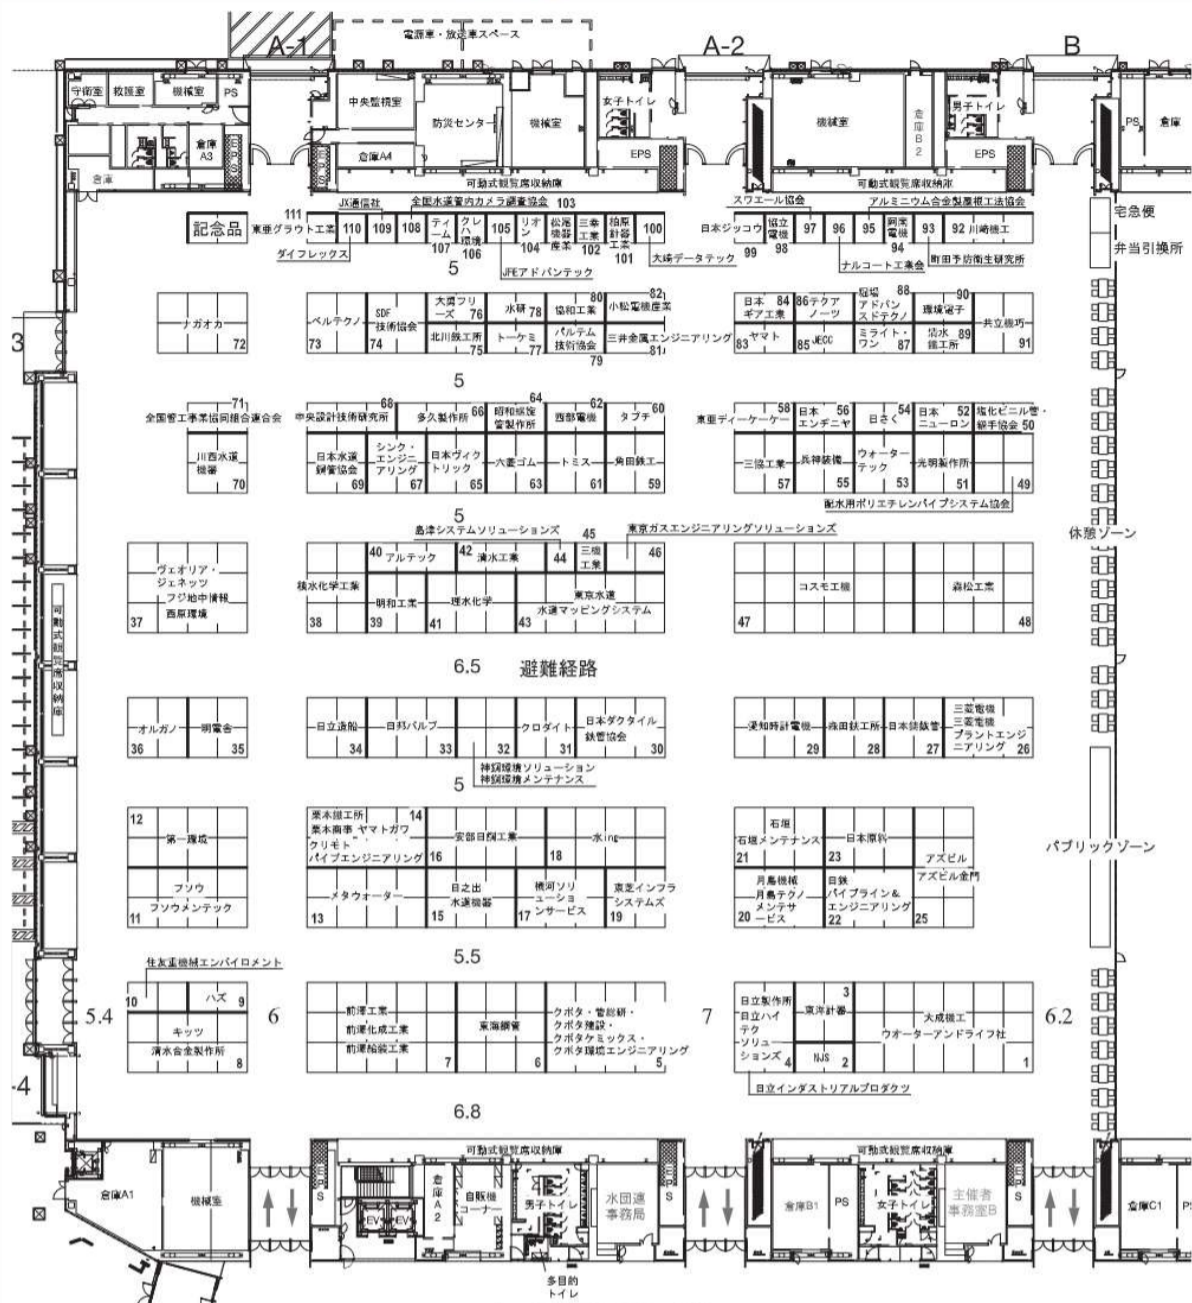 A-1
電源車・放送車スペース
A-2
B
守衛室
救護室
機械室
PS
中央監視室
防災センター
機械室
女子トイレ
機械室
倉庫B2
男子トイレ
PS
倉庫
倉庫A3
EPS
倉庫
倉庫A4
EPS
EPS
可動式観覧席収納庫
可動式観覧席収納庫
JX通信社
全国水道管内カメラ調査協会 103
スウエール協会
アルミニウム合金製屋根工法協会
宅急便
弁当引換所
記念品
111
東亜グラウト工業
110
109
108
ティーム
107
クレハ環境
106
105
リオン
104
松尾機器産業
三幸工業
102
柏原計器工業
101
100
日本ジッコウ
99
協立電機
98
97
96
95
阿南電機
94
93
92 川崎機工
ダイフレックス
JFEアドバンテック
大崎データテック
ナルコート工業会
町田予防衛生研究所
5
ナガオカ
72
ベルテクノ
73
SDF
技術協会
74
大勇フリーズ
76
北川鉄工所
75
水研
78
トーケミ
77
80
協和工業
パルテム
技術協会
79
82
小松電機産業
三井金属エンジニアリング
81
日本 84
ギア工業
83 ヤマト
86 テクアノーツ
85 JECC
88
堀場アドバンスドテクノ
ミライト・ワン
87
90
環境電子
清水 89
鐵工所
共立機巧
91
3
5
71
全国管工事業協同組合連合会
川西水道機器
70
68
中央設計技術研究所
多久製作所 66
64
昭和螺旋管製作所
62
西部電機
60
タブチ
日本水道鋼管協会
69
シンク・エンジニアリング
67
日本ヴィクトリック
65
六菱ゴム
63
トミス
61
角田鉄工
59
58
東亜ディーケーケー
日本 56
エンヂニヤ
54
日さく
日本 52
ニューロン
塩化ビニル管・継手協会 50
三協工業
57
兵神装備
55
ウォーターテック
53
光明製作所
51
49
配水用ポリエチレンパイプシステム協会
5
島津システムソリューションズ
45
東京ガスエンジニアリングソリューションズ
休憩ゾーン
ヴェオリア・ジェネッツ
フジ地中情報
西原環境
37
積水化学工業
38
40 アルテック
明和工業
39
42
清水工業
理水化学
41
44
三機工業
46
東京水道
水道マッピングシステム
43
コスモ工機
47
森松工業
48
可動式観覧席収納庫
6.5 避難経路
オルガノ
36
明電舎
35
日立造船
34
日邦バルブ
33
32
クロダイト
31
日本ダクタイル鉄管協会
30
愛知時計電機
29
森田鉄工所
28
日本鋳鉄管
27
三菱電機
三菱電機
プラントエンジニアリング
26
神鋼環境ソリューション
神鋼環境メンテナンス
5
12
第一環境
フソウ
フソウメンテック
11
栗本鐵工所 14
栗本商事 ヤマトガワ
クリモト
パイプエンジニアリング
安部日鋼工業
16
水ing
18
メタウォーター
13
日之出水道機器
15
横河ソリューションサービス
17
東芝インフラシステムズ
19
石垣
石垣メンテナンス
21
日本原料
23
月島機械
月島テクノメンテサービス
20
日鉄
パイプライン&エンジニアリング
22
アズビル
アズビル金門
25
パブリックゾーン
5.5
住友重機械エンバイロメント
10
ハズ 9
キッツ
清水合金製作所
8
5.4
6
前澤工業
前澤化成工業
前澤給装工業
7
東海鋼管
6
クボタ・管総研・
クボタ建設・
クボタケミックス・
クボタ環境エンジニアリング
5
7
日立製作所
日立ハイテクソリューションズ
4
3
東洋計器
NJS
2
大成機工
ウオーターアンドライフ社
1
6.2
日立インダストリアルプロダクツ
-4
6.8
可動式観覧席収納庫
可動式観覧席収納庫
倉庫A1
機械室
EV
EV
倉庫A2
自販機コーナー
男子トイレ
水団連事務局
倉庫B1
PS
女子トイレ
主催者事務室B
倉庫C1
多目的トイレ